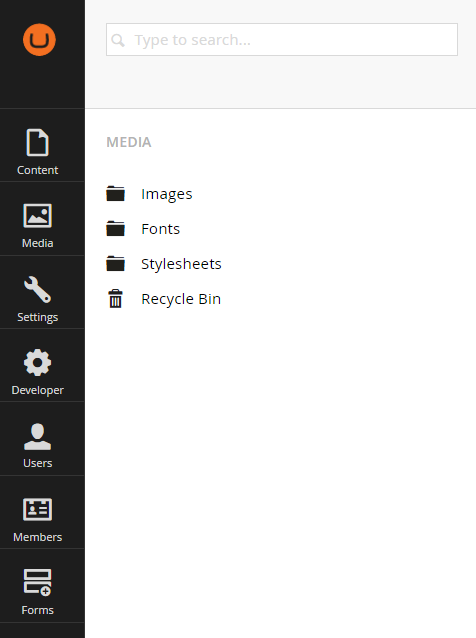 Type to search...
MEDIA
Images
Fonts
Stylesheets
Recycle Bin
Content
Media
Settings
Developer
Users
Members
Forms